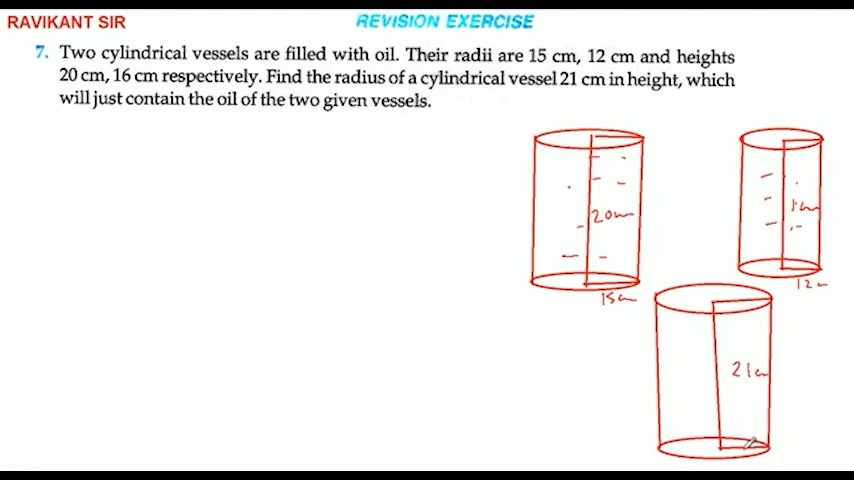 RAVIKANT SIR
REVISION EXERCISE
7. Two cylindrical vessels are filled with oil. Their radii are 15 cm, 12 cm and heights
20 cm, 16 cm respectively. Find the radius of a cylindrical vessel 21 cm in height, which
will just contain the oil of the two given vessels.
20cm
15cm
12
21cm